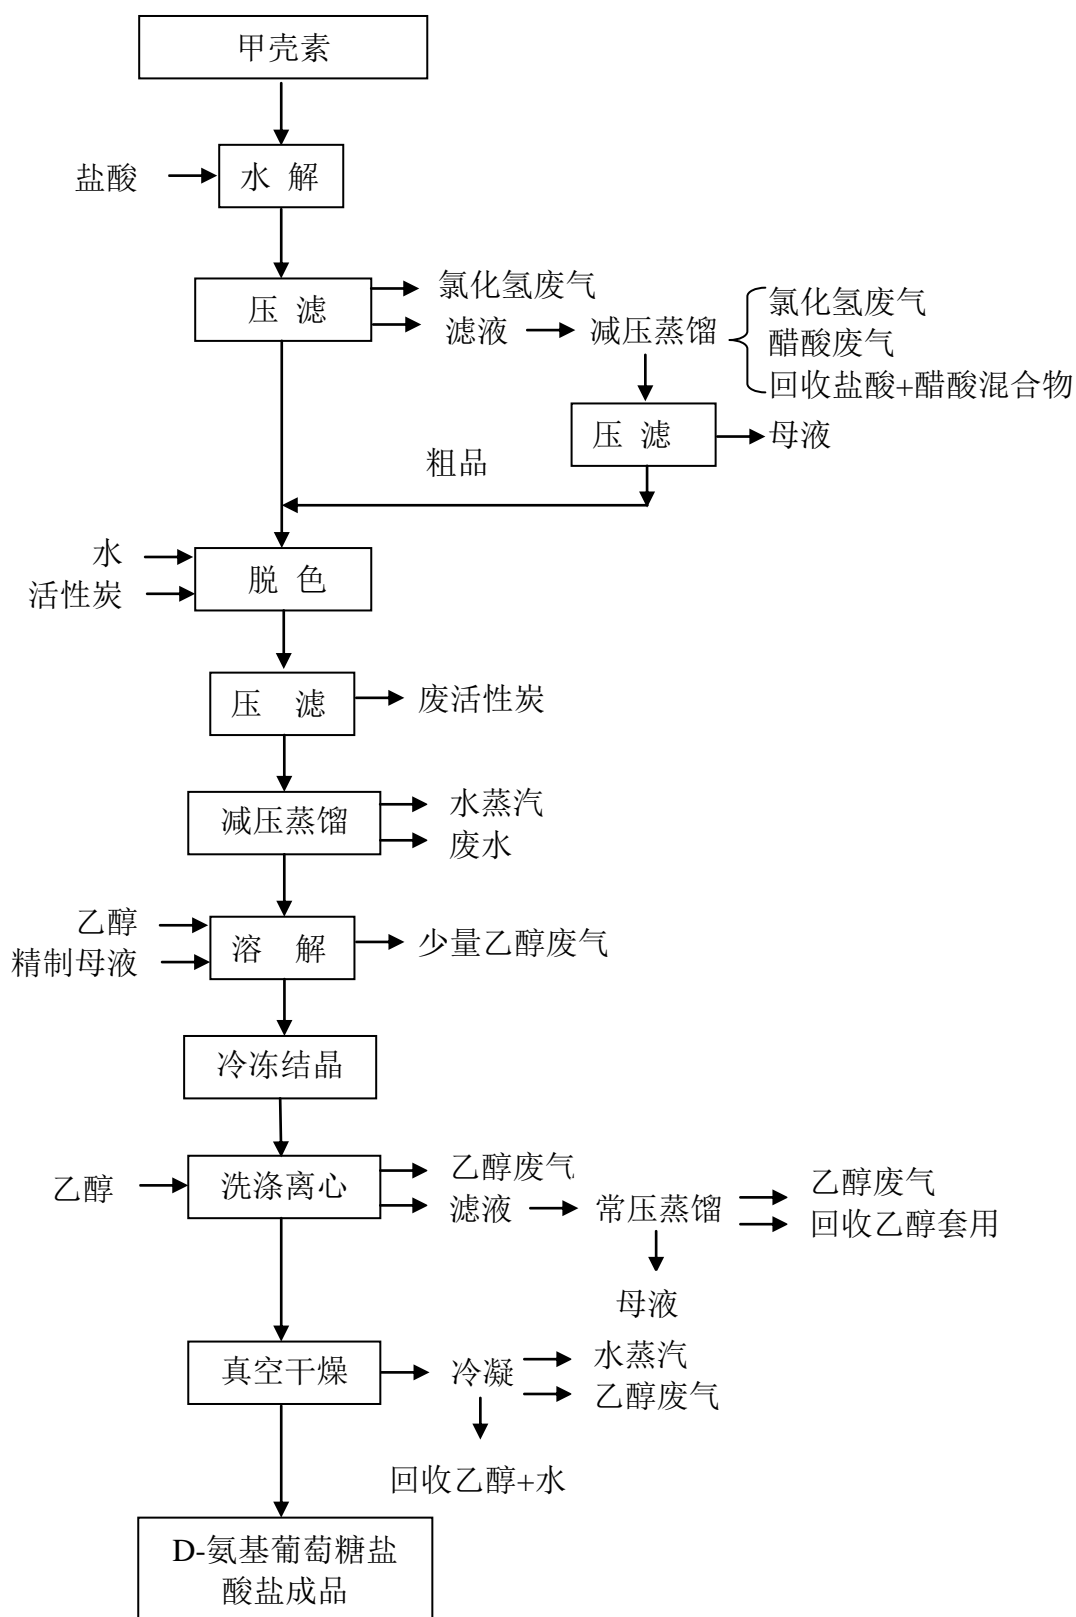 甲壳素
盐酸
水 解
压 滤
氯化氢废气
滤液
减压蒸馏
氯化氢废气
醋酸废气
回收盐酸+醋酸混合物
压 滤
母液
粗品
水
活性炭
脱 色
压 滤
废活性炭
减压蒸馏
水蒸汽
废水
乙醇
精制母液
溶 解
少量乙醇废气
冷冻结晶
乙醇
洗涤离心
乙醇废气
滤液
常压蒸馏
乙醇废气
回收乙醇套用
母液
真空干燥
冷凝
水蒸汽
乙醇废气
回收乙醇+水
D-氨基葡萄糖盐
酸盐成品